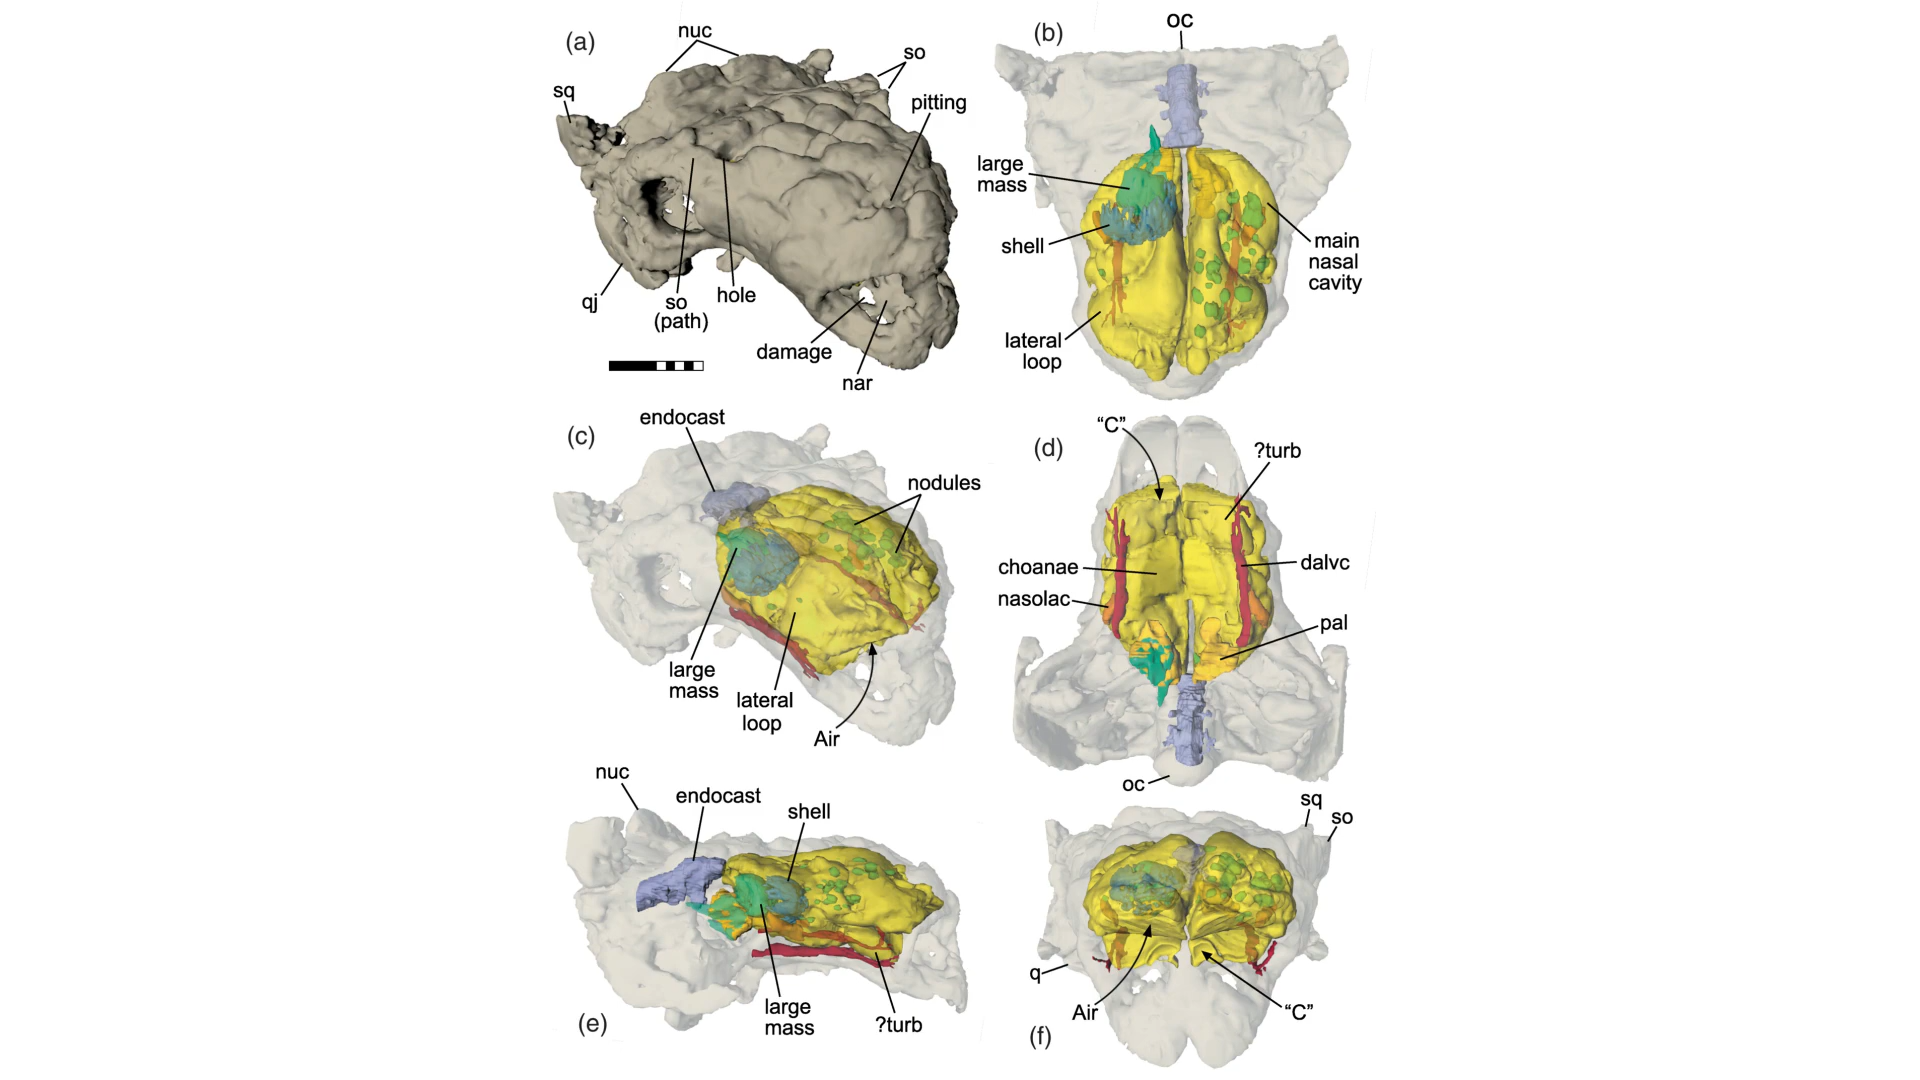 (a)
nuc
so
sq
pitting
qj
so
(path)
hole
damage
nar
(b)
oc
large
mass
shell
main
nasal
cavity
lateral
loop
(c)
endocast
nodules
large
mass
lateral
loop
Air
(d)
“C”
?turb
choanae
dalvc
nasolac
pal
oc
(e)
nuc
endocast
shell
large
mass
?turb
(f)
sq
so
q
Air
“C”